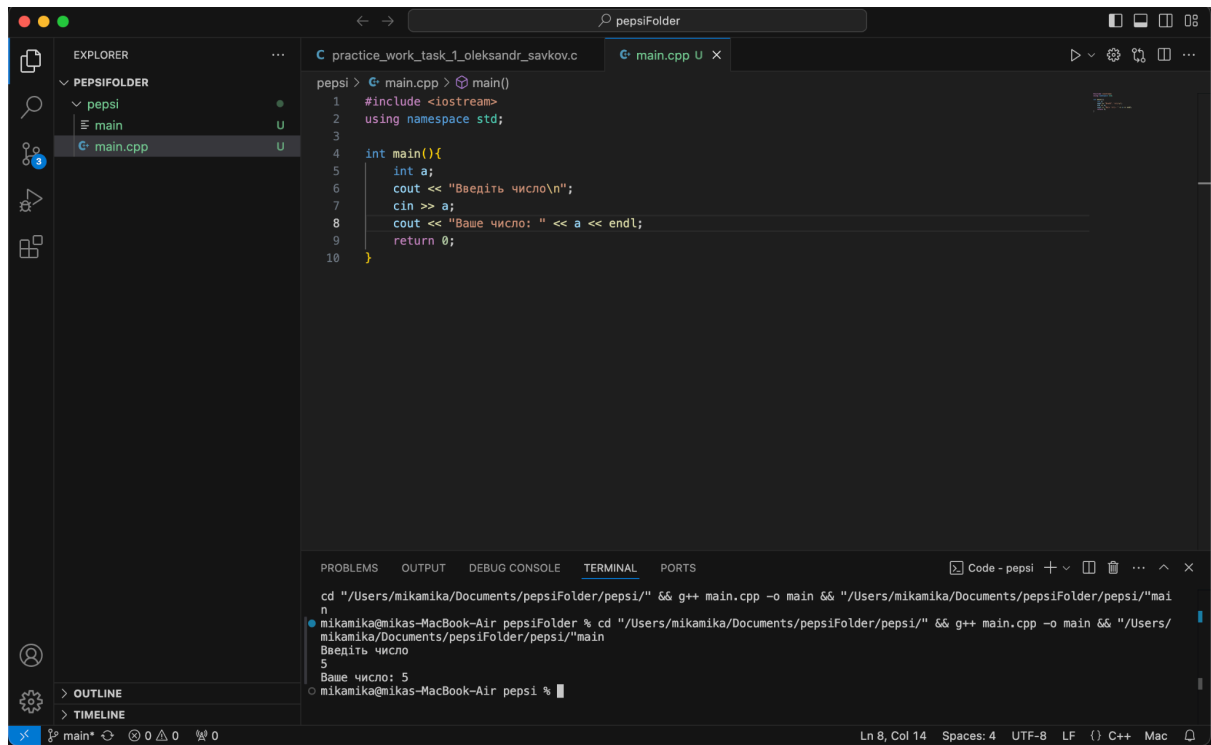 pepsiFolder
EXPLORER
PEPSIFOLDER
pepsi
main U
main.cpp U
3
OUTLINE
TIMELINE
practice_work_task_1_oleksandr_savkov.c
main.cpp U
pepsi > main.cpp > main()
1 #include <iostream>
2 using namespace std;
3
4 int main(){
5 int a;
6 cout << "Введіть число\n";
7 cin >> a;
8 cout << "Ваше число: " << a << endl;
9 return 0;
10 }
PROBLEMS OUTPUT DEBUG CONSOLE TERMINAL PORTS
Code - pepsi
cd "/Users/mikamika/Documents/pepsiFolder/pepsi/" && g++ main.cpp -o main && "/Users/mikamika/Documents/pepsiFolder/pepsi/"mai
n
mikamika@mikas-MacBook-Air pepsiFolder % cd "/Users/mikamika/Documents/pepsiFolder/pepsi/" && g++ main.cpp -o main && "/Users/
mikamika/Documents/pepsiFolder/pepsi/"main
Введіть число
5
Ваше число: 5
mikamika@mikas-MacBook-Air pepsi %
main* 0 0 0 Ln 8, Col 14 Spaces: 4 UTF-8 LF {} C++ Mac